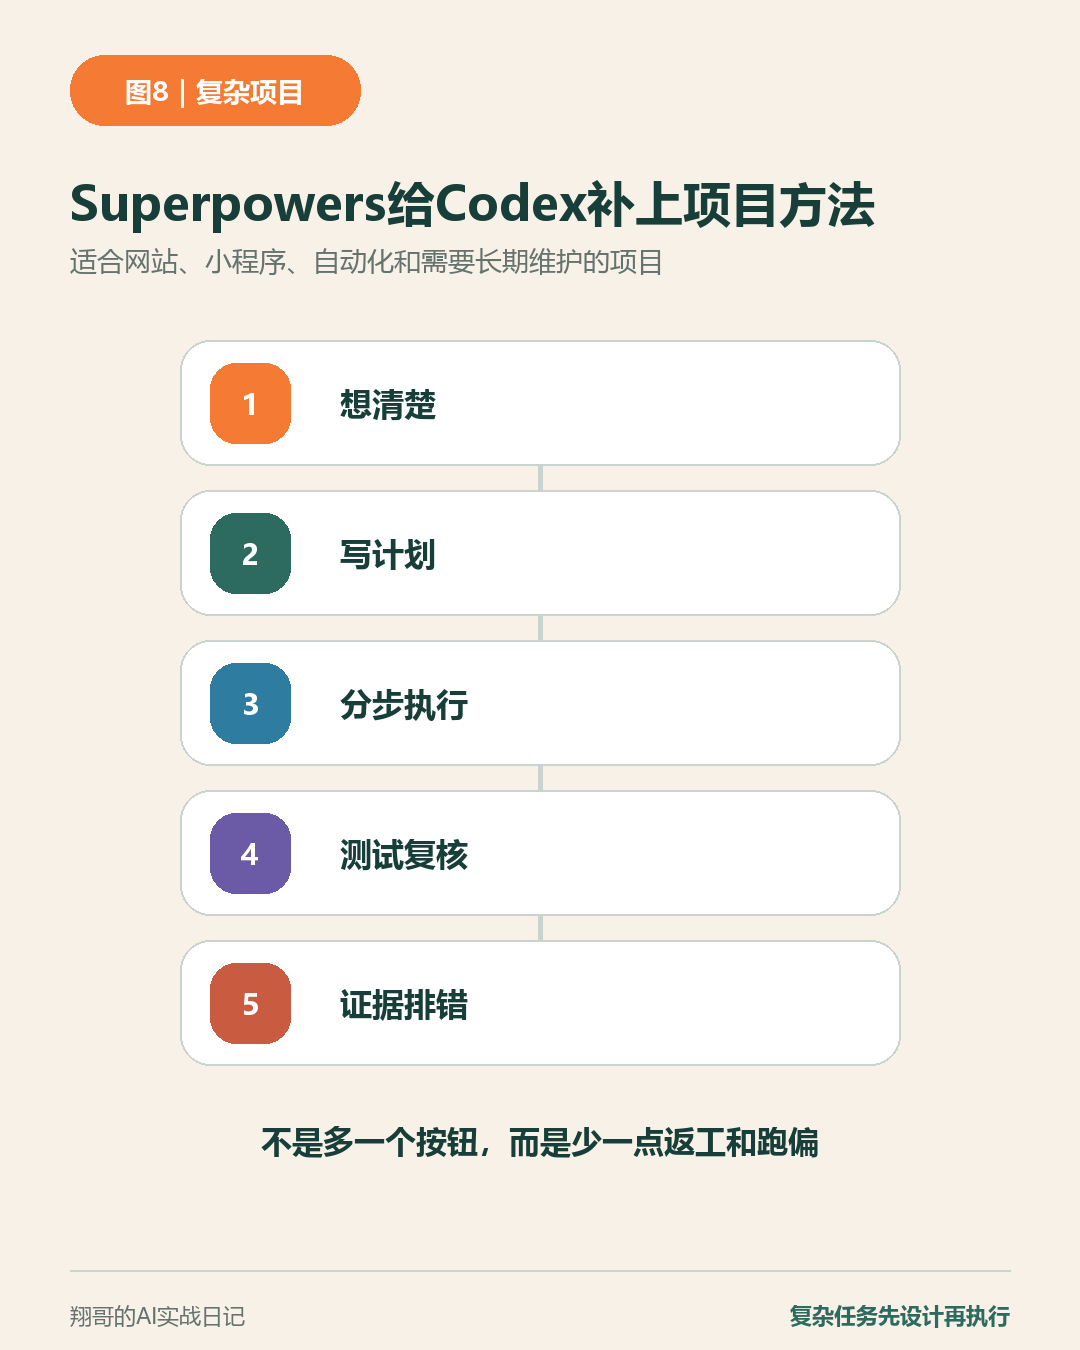 图8｜复杂项目
Superpowers给Codex补上项目方法
适合网站、小程序、自动化和需要长期维护的项目
1 想清楚
2 写计划
3 分步执行
4 测试复核
5 证据排错
不是多一个按钮，而是少一点返工和跑偏
翔哥的AI实战日记
复杂任务先设计再执行